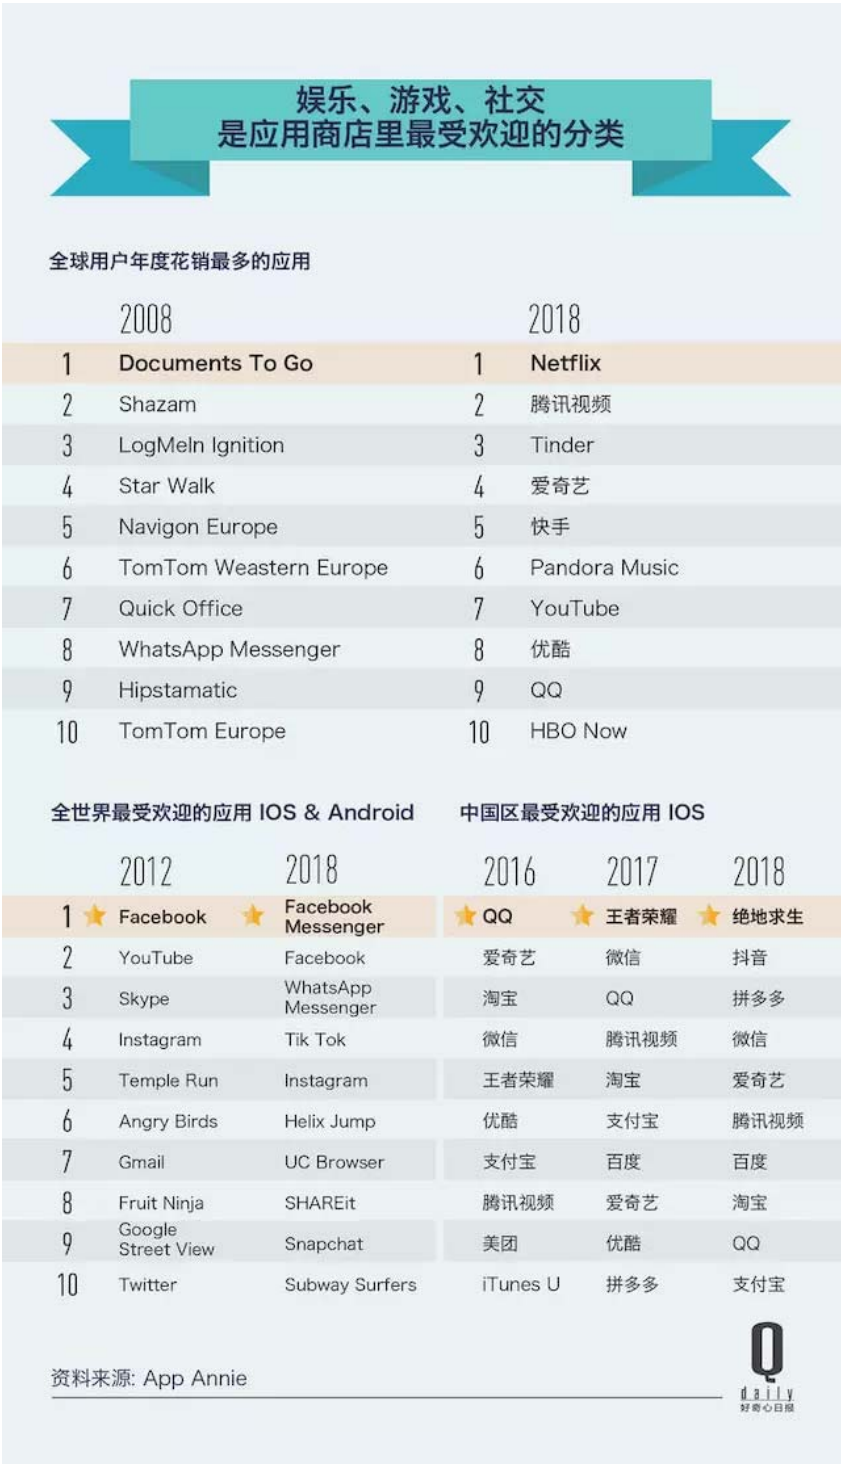 娱乐、游戏、社交
是应用商店里最受欢迎的分类
全球用户年度花销最多的应用
2008 2018
1 Documents To Go 1 Netflix
2 Shazam 2 腾讯视频
3 LogMeIn Ignition 3 Tinder
4 Star Walk 4 爱奇艺
5 Navigon Europe 5 快手
6 TomTom Weastern Europe 6 Pandora Music
7 Quick Office 7 YouTube
8 WhatsApp Messenger 8 优酷
9 Hipstamatic 9 QQ
10 TomTom Europe 10 HBO Now
全世界最受欢迎的应用 IOS & Android 中国区最受欢迎的应用 IOS
2012 2018 2016 2017 2018
1 Facebook Facebook Messenger QQ 王者荣耀 绝地求生
2 YouTube Facebook 爱奇艺 微信 抖音
3 Skype WhatsApp Messenger 淘宝 QQ 拼多多
4 Instagram Tik Tok 微信 腾讯视频 微信
5 Temple Run Instagram 王者荣耀 淘宝 爱奇艺
6 Angry Birds Helix Jump 优酷 支付宝 腾讯视频
7 Gmail UC Browser 支付宝 百度 百度
8 Fruit Ninja SHAREit 腾讯视频 爱奇艺 淘宝
9 Google Street View Snapchat 美团 优酷 QQ
10 Twitter Subway Surfers iTunes U 拼多多 支付宝
资料来源: App Annie
Q
daily
好奇心日报